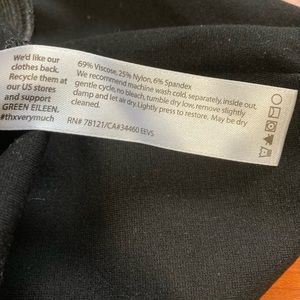 We'd like our
clothes back.
Recycle them at
our US stores
and support
GREEN EILEEN.
#thxverymuch
69% Viscose, 25% Nylon, 6% Spandex
We recommend machine wash cold, separately, inside out,
gentle cycle, no bleach, tumble dry low, remove slightly
damp and let air dry. Lightly press to restore. May be dry
RN# 78121/CA#34460 EEVS